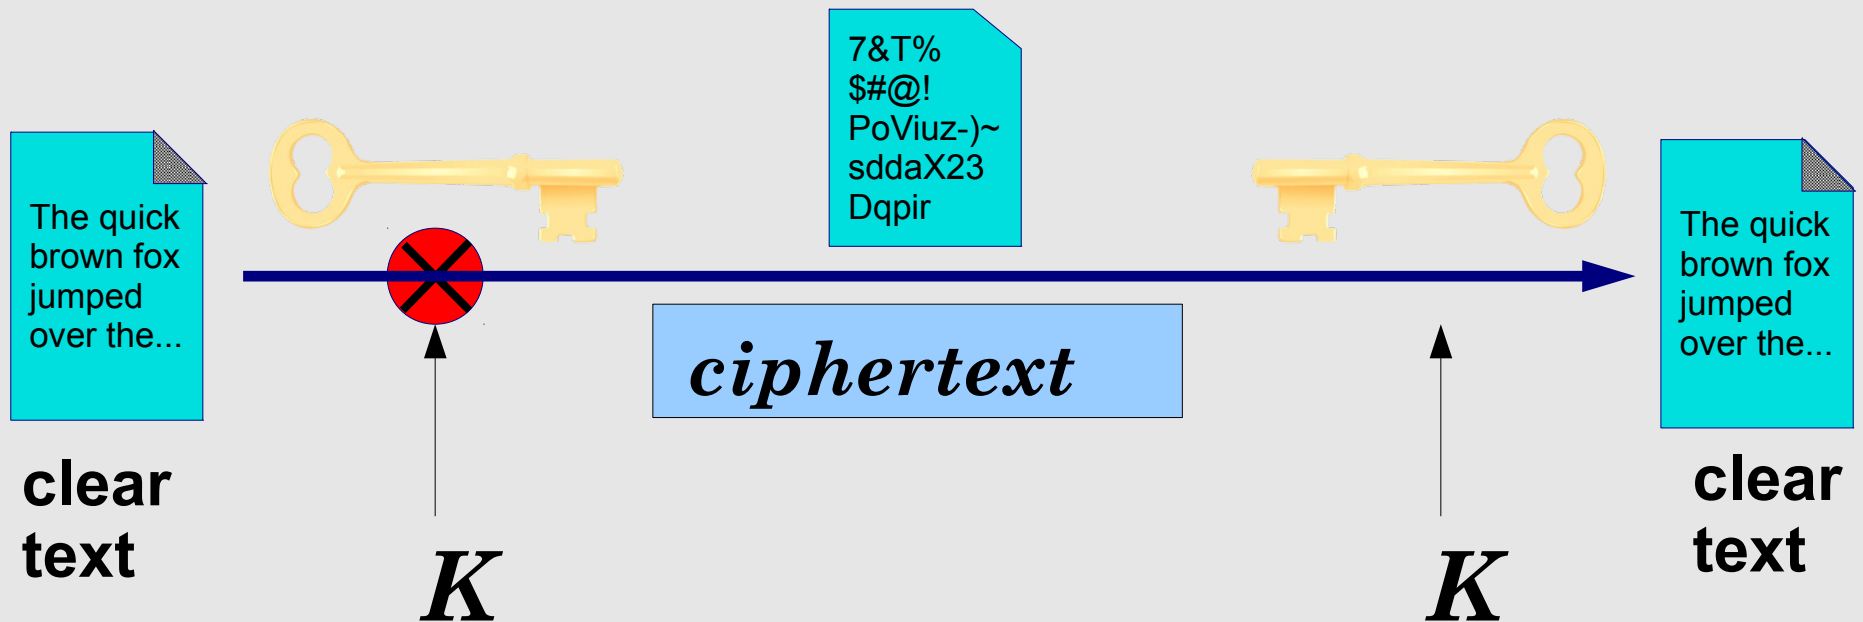 The quick
brown fox
jumped
over the...
clear
text
K
7&T%
$#@!
PoViuz-)~
sddaX23
Dqpir
ciphertext
K
The quick
brown fox
jumped
over the...
clear
text